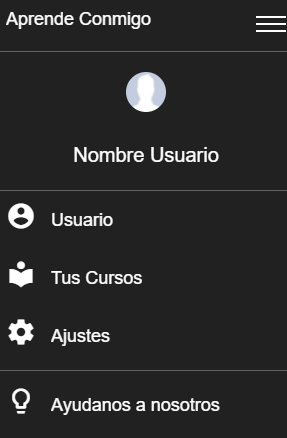 Aprende Conmigo
Nombre Usuario
Usuario
Tus Cursos
Ajustes
Ayudanos a nosotros